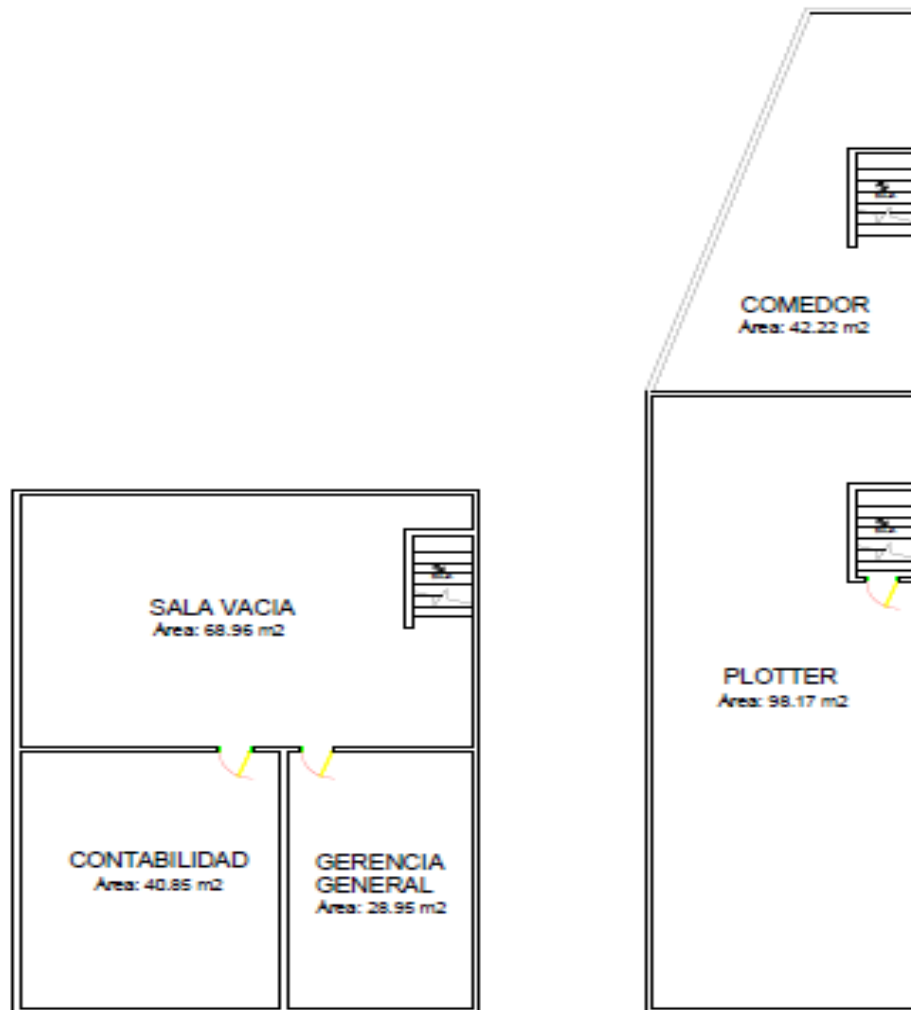 COMEDOR
Area: 42.22 m2
SALA VACIA
Area: 68.96 m2
PLOTTER
Area: 98.17 m2
CONTABILIDAD
Area: 40.85 m2
GERENCIA
GENERAL
Area: 28.95 m2